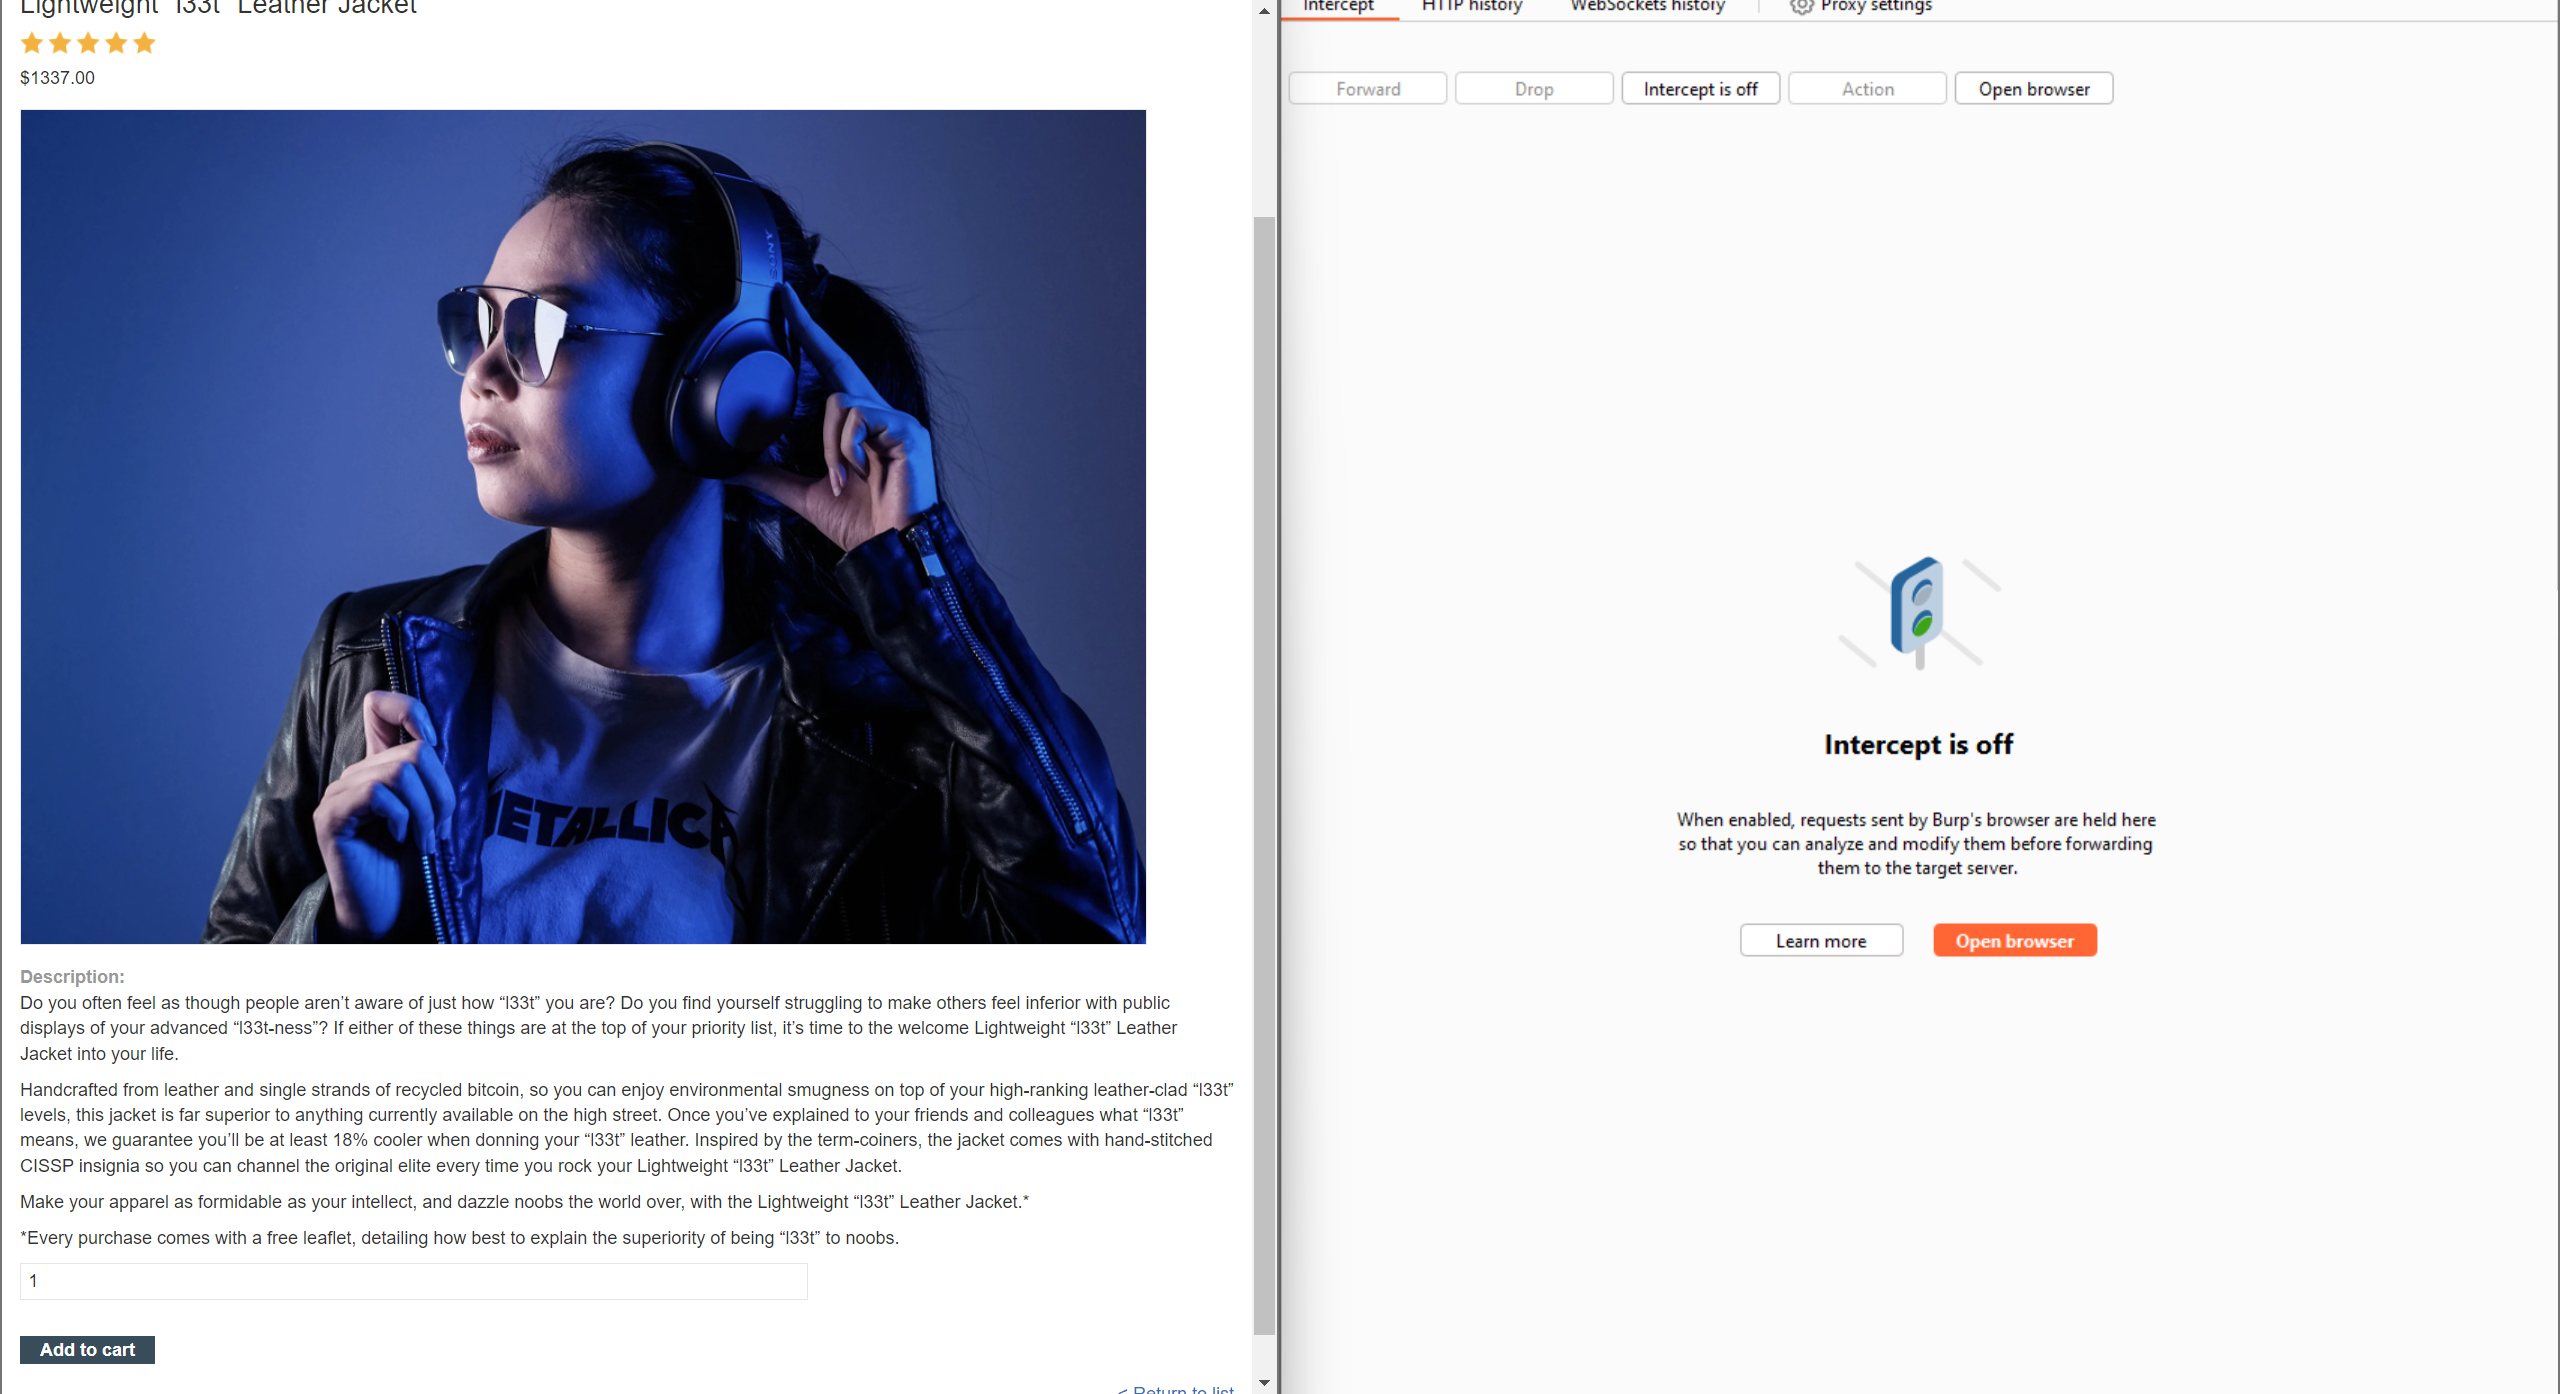 Lightweight "l33t" Leather Jacket
$1337.00
SONY
METALLICA
Description:
Do you often feel as though people aren’t aware of just how “l33t” you are? Do you find yourself struggling to make others feel inferior with public
displays of your advanced “l33t-ness”? If either of these things are at the top of your priority list, it’s time to the welcome Lightweight “l33t” Leather
Jacket into your life.
Handcrafted from leather and single strands of recycled bitcoin, so you can enjoy environmental smugness on top of your high-ranking leather-clad “l33t”
levels, this jacket is far superior to anything currently available on the high street. Once you’ve explained to your friends and colleagues what “l33t”
means, we guarantee you’ll be at least 18% cooler when donning your “l33t” leather. Inspired by the term-coiners, the jacket comes with hand-stitched
CISSP insignia so you can channel the original elite every time you rock your Lightweight “l33t” Leather Jacket.
Make your apparel as formidable as your intellect, and dazzle noobs the world over, with the Lightweight “l33t” Leather Jacket.*
*Every purchase comes with a free leaflet, detailing how best to explain the superiority of being “l33t” to noobs.
1
Add to cart
< Return to list
Intercept HTTP history WebSockets history Proxy settings
Forward Drop Intercept is off Action Open browser
Intercept is off
When enabled, requests sent by Burp's browser are held here
so that you can analyze and modify them before forwarding
them to the target server.
Learn more Open browser